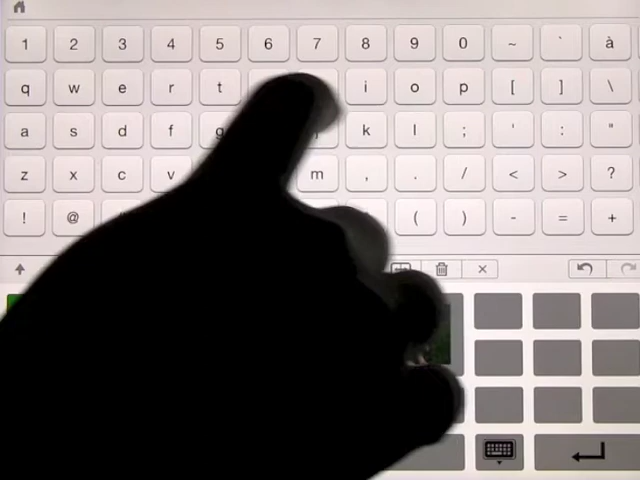 1 2 3 4 5 6 7 8 9 0 ~ ` à
q w e r t i o p [ ] \
a s d f g j k l ; ' : "
z x c v m , . / < > ?
! @ ( ) - = +